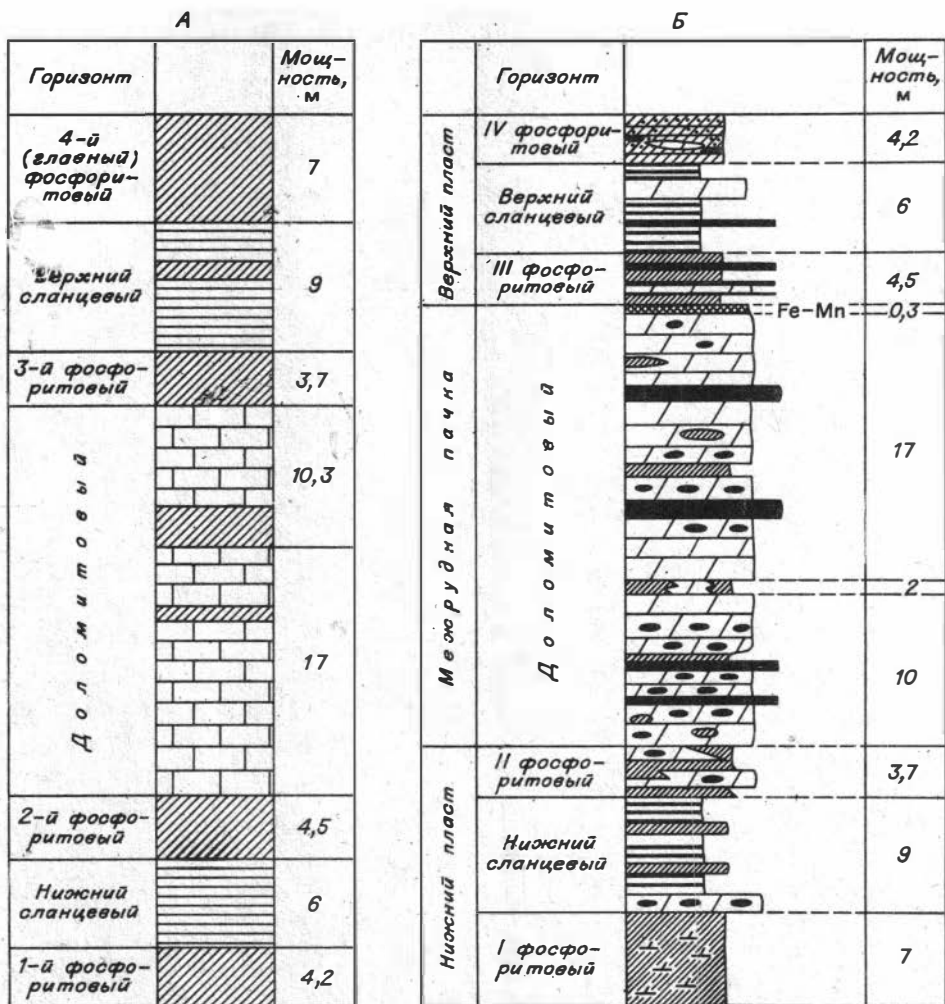 А
Горизонт
Мощ-
ность,
м
4-й
(главный)
фосфори-
товый
7
Верхний
сланцевый
9
3-й фосфо-
ритовый
3,7
Доломитовый
10,3
17
2-й фосфо-
ритовый
4,5
Нижний
сланцевый
6
1-й фосфо-
ритовый
4,2
Б
Горизонт
Мощ-
ность,
м
Верхний пласт
IV фосфори-
товый
4,2
Верхний
сланцевый
6
III фосфо-
ритовый
4,5
Fe–Mn
0,3
Межрудная пачка
Доломитовый
17
2
10
Нижний пласт
II фосфо-
ритовый
3,7
Нижний
сланцевый
9
I фосфо-
ритовый
7